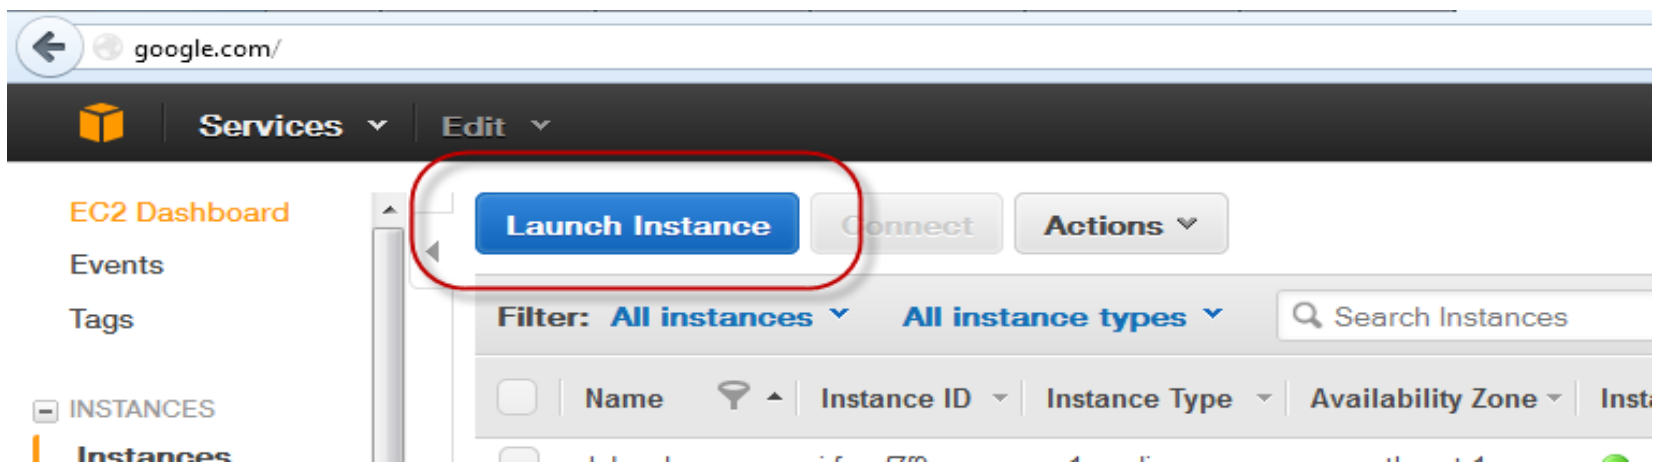 google.com/
Services Edit
EC2 Dashboard
Events
Tags
INSTANCES
Instances
Launch Instance Connect Actions
Filter: All instances All instance types Search Instances
Name Instance ID Instance Type Availability Zone Inst